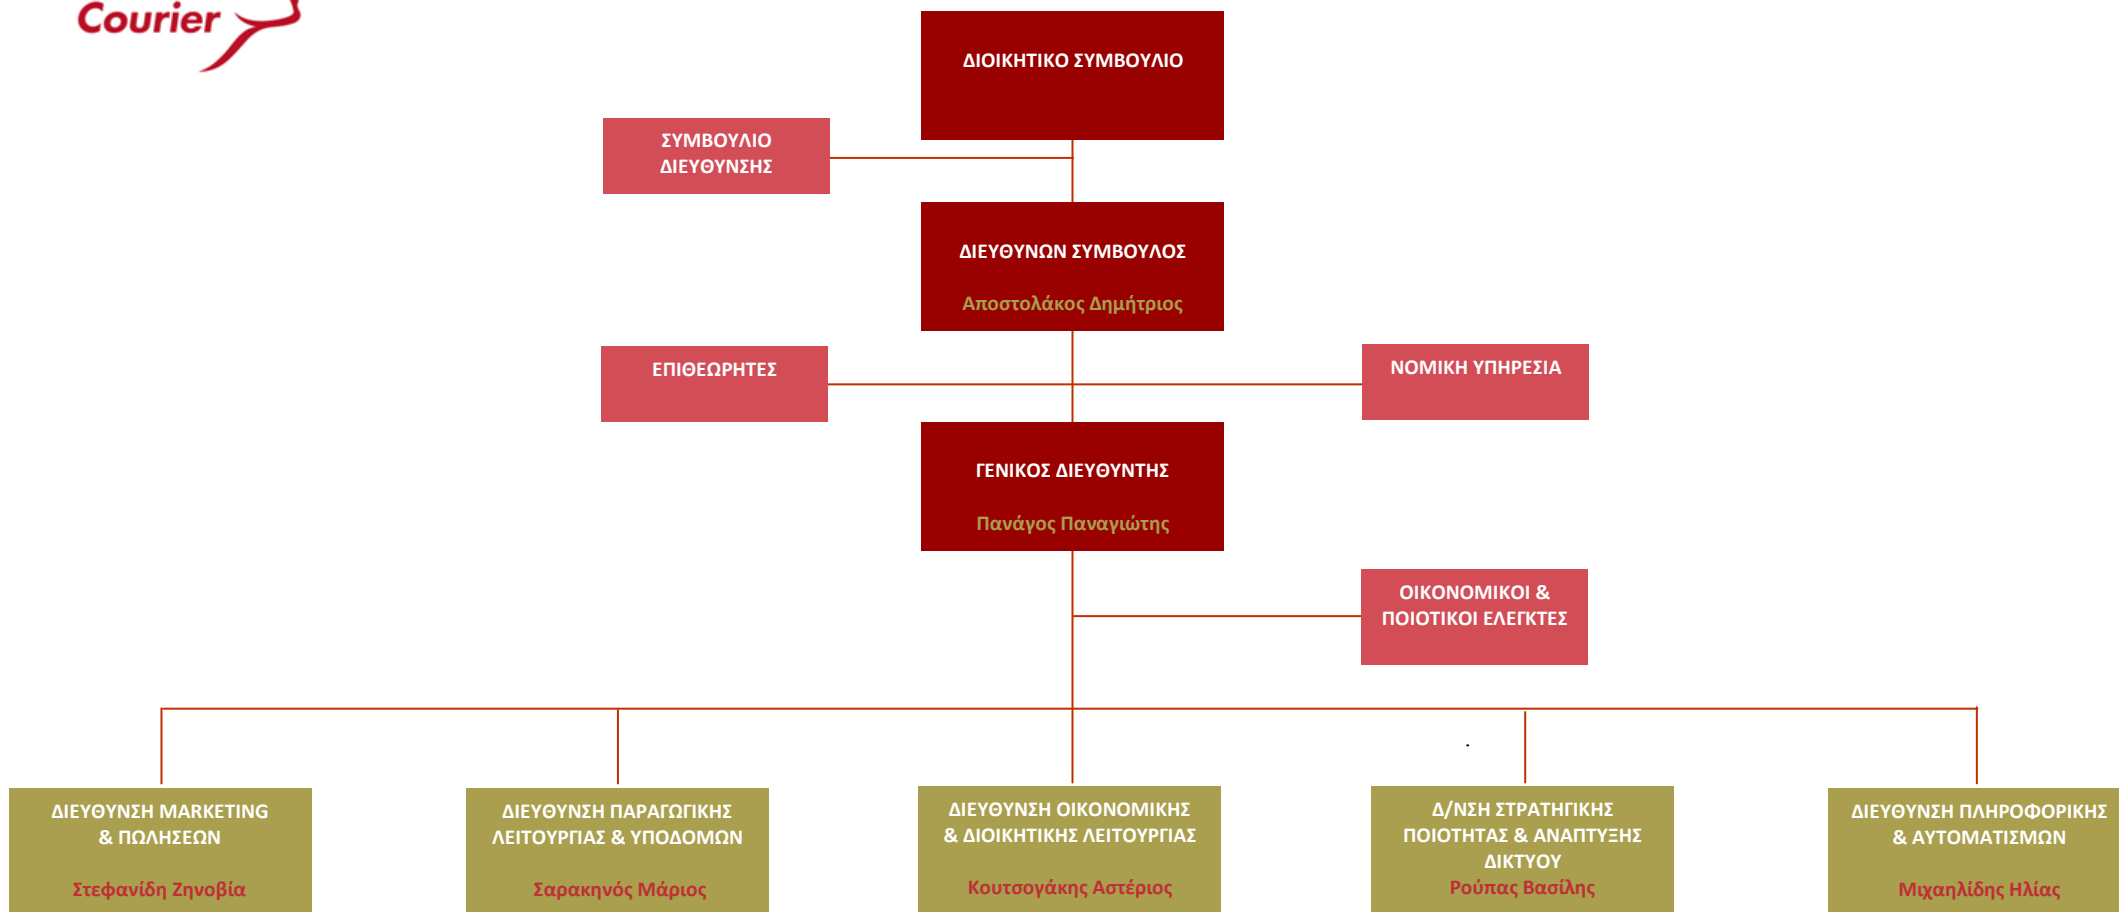 Courier
ΔΙΟΙΚΗΤΙΚΟ ΣΥΜΒΟΥΛΙΟ
ΣΥΜΒΟΥΛΙΟ
ΔΙΕΥΘΥΝΣΗΣ
ΔΙΕΥΘΥΝΩΝ ΣΥΜΒΟΥΛΟΣ
Αποστολάκος Δημήτριος
ΕΠΙΘΕΩΡΗΤΕΣ
ΝΟΜΙΚΗ ΥΠΗΡΕΣΙΑ
ΓΕΝΙΚΟΣ ΔΙΕΥΘΥΝΤΗΣ
Πανάγος Παναγιώτης
ΟΙΚΟΝΟΜΙΚΟΙ &
ΠΟΙΟΤΙΚΟΙ ΕΛΕΓΚΤΕΣ
.
ΔΙΕΥΘΥΝΣΗ MARKETING
& ΠΩΛΗΣΕΩΝ
Στεφανίδη Ζηνοβία
ΔΙΕΥΘΥΝΣΗ ΠΑΡΑΓΩΓΙΚΗΣ
ΛΕΙΤΟΥΡΓΙΑΣ & ΥΠΟΔΟΜΩΝ
Σαρακηνός Μάριος
ΔΙΕΥΘΥΝΣΗ ΟΙΚΟΝΟΜΙΚΗΣ
& ΔΙΟΙΚΗΤΙΚΗΣ ΛΕΙΤΟΥΡΓΙΑΣ
Κουτσογάκης Αστέριος
Δ/ΝΣΗ ΣΤΡΑΤΗΓΙΚΗΣ
ΠΟΙΟΤΗΤΑΣ & ΑΝΑΠΤΥΞΗΣ
ΔΙΚΤΥΟΥ
Ρούπας Βασίλης
ΔΙΕΥΘΥΝΣΗ ΠΛΗΡΟΦΟΡΙΚΗΣ
& ΑΥΤΟΜΑΤΙΣΜΩΝ
Μιχαηλίδης Ηλίας